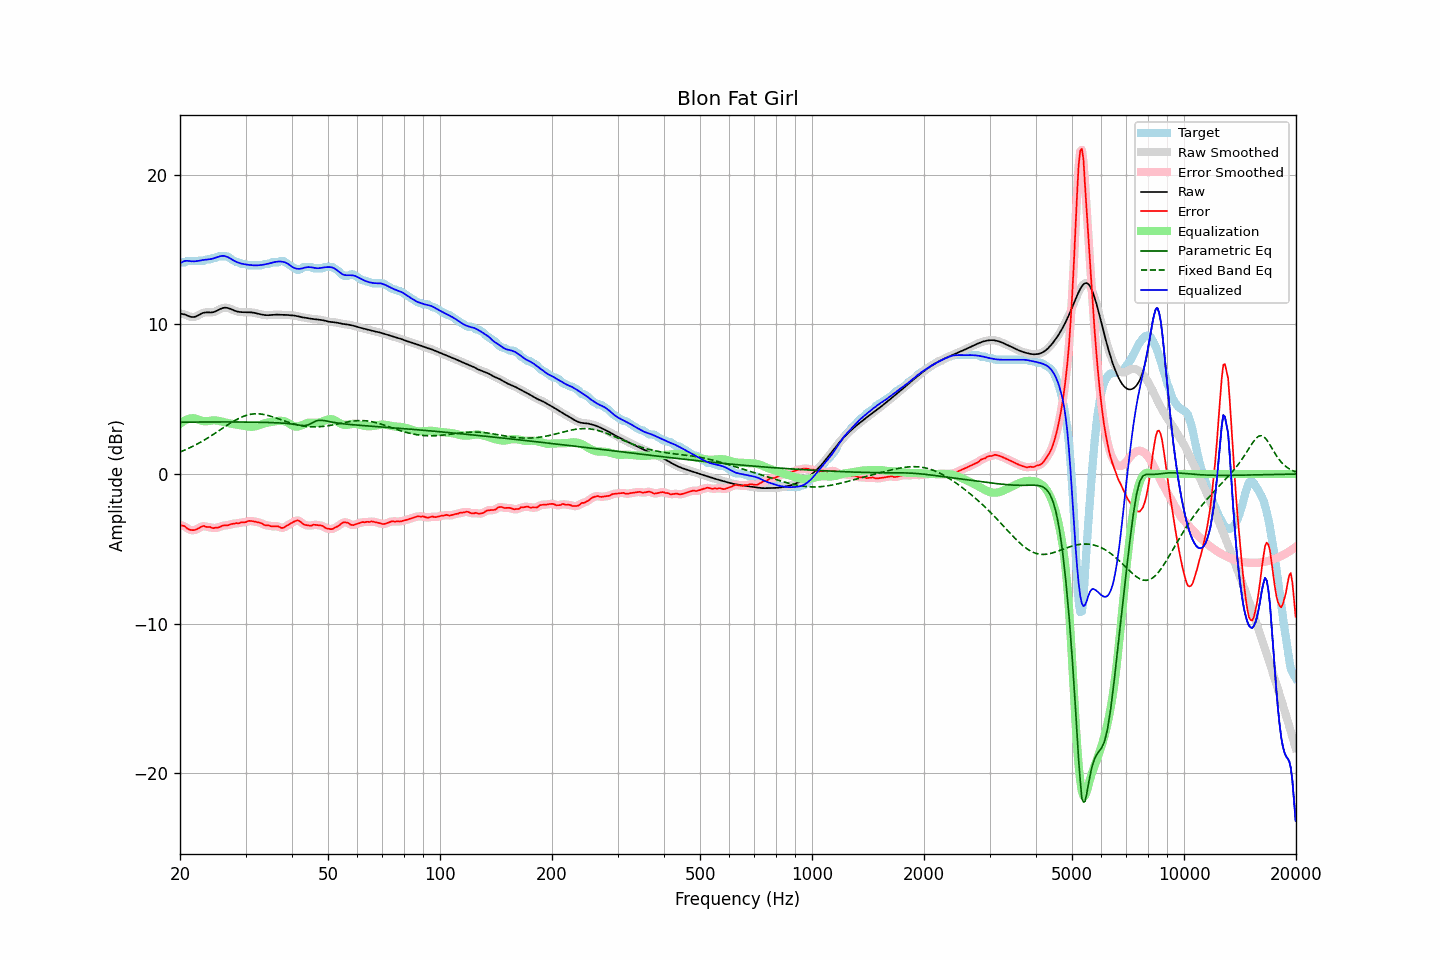 Blon Fat Girl
Target
Raw Smoothed
Error Smoothed
Raw
Error
Equalization
Parametric Eq
Fixed Band Eq
Equalized
Amplitude (dBr)
20
10
0
−10
−20
20 50 100 200 500 1000 2000 5000 10000 20000
Frequency (Hz)